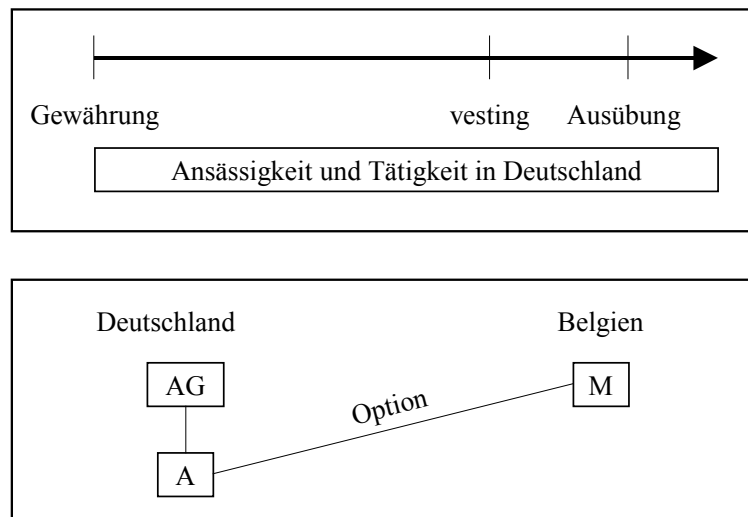 Gewährung vesting Ausübung
Ansässigkeit und Tätigkeit in Deutschland
Deutschland Belgien
AG M
Option
A